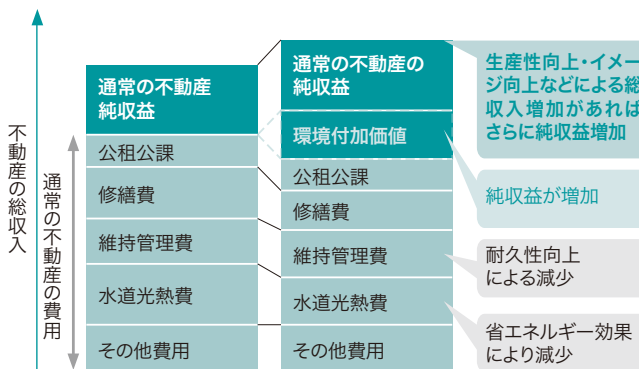 不動産の総収入
通常の不動産の費用
通常の不動産
純収益
公租公課
修繕費
維持管理費
水道光熱費
その他費用
通常の不動産の
純収益
環境付加価値
公租公課
修繕費
維持管理費
水道光熱費
その他費用
生産性向上・イメー
ジ向上などによる総
収入増加があれば
さらに純収益増加
純収益が増加
耐久性向上
による減少
省エネルギー効果
により減少